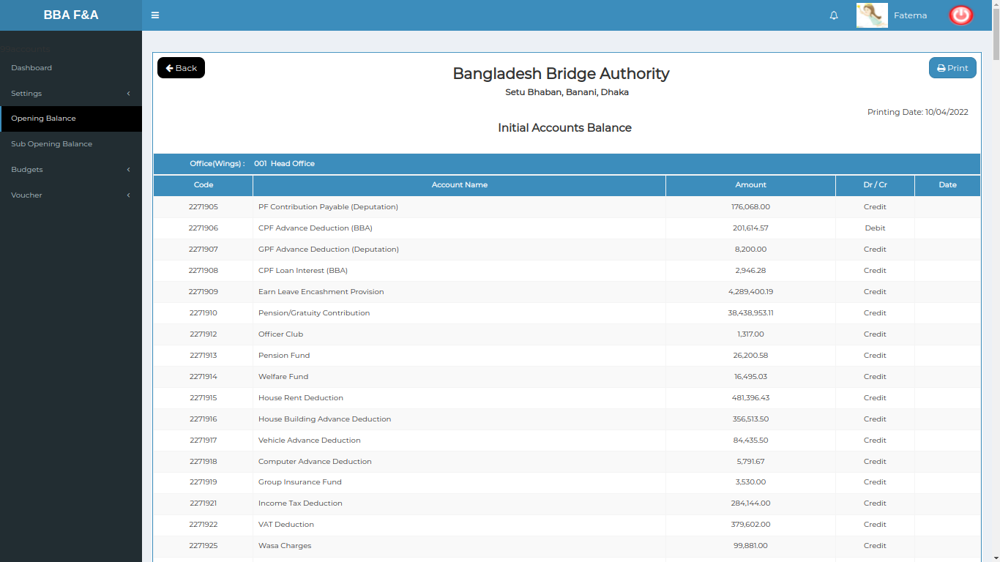 BBA F&A
Fatema
Dashboard
Settings
Opening Balance
Sub Opening Balance
Budgets
Voucher
Back
Print
Bangladesh Bridge Authority
Setu Bhaban, Banani, Dhaka
Printing Date: 10/04/2022
Initial Accounts Balance
Office(Wings) : 001 Head Office
Code Account Name Amount Dr / Cr Date
2271905 PF Contribution Payable (Deputation) 176,068.00 Credit
2271906 CPF Advance Deduction (BBA) 201,614.57 Debit
2271907 GPF Advance Deduction (Deputation) 8,200.00 Credit
2271908 CPF Loan Interest (BBA) 2,946.28 Credit
2271909 Earn Leave Encashment Provision 4,289,400.19 Credit
2271910 Pension/Gratuity Contribution 38,438,953.11 Credit
2271912 Officer Club 1,317.00 Credit
2271913 Pension Fund 26,200.58 Credit
2271914 Welfare Fund 16,495.03 Credit
2271915 House Rent Deduction 481,396.43 Credit
2271916 House Building Advance Deduction 356,513.50 Credit
2271917 Vehicle Advance Deduction 84,435.50 Credit
2271918 Computer Advance Deduction 5,791.67 Credit
2271919 Group Insurance Fund 3,530.00 Credit
2271921 Income Tax Deduction 284,144.00 Credit
2271922 VAT Deduction 379,602.00 Credit
2271925 Wasa Charges 99,881.00 Credit